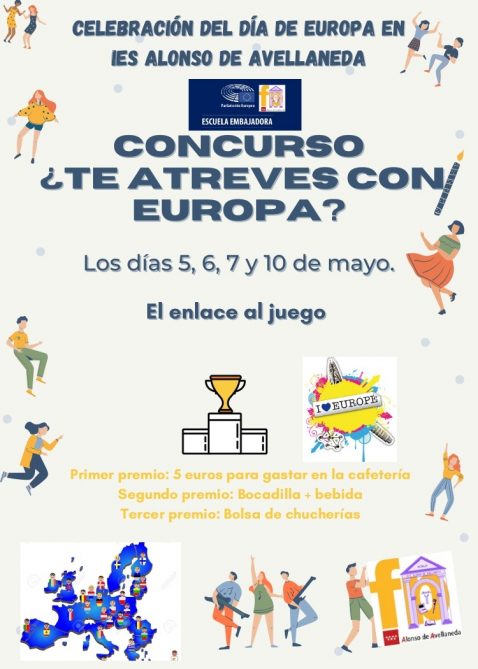 CELEBRACIÓN DEL DÍA DE EUROPA EN
IES ALONSO DE AVELLANEDA
Parlamento Europeo
ESCUELA EMBAJADORA
CONCURSO
¿TE ATREVES CON
EUROPA?
Los días 5, 6, 7 y 10 de mayo.
El enlace al juego
I EUROPE
Primer premio: 5 euros para gastar en la cafetería
Segundo premio: Bocadilla + bebida
Tercer premio: Bolsa de chucherías
Alonso de Avellaneda